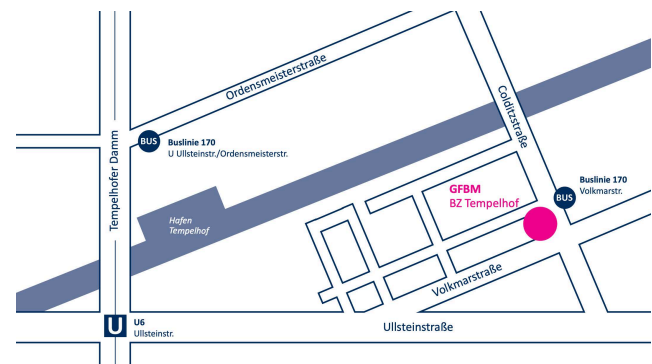 Ordensmeisterstraße
Colditzstraße
BUS
Buslinie 170
U Ullsteinstr./Ordensmeisterstr.
Tempelhofer Damm
GFBM
BZ Tempelhof
Buslinie 170
Volkmarstr.
BUS
Hafen
Tempelhof
Volkmarstraße
U
U6
Ullsteinstr.
Ullsteinstraße